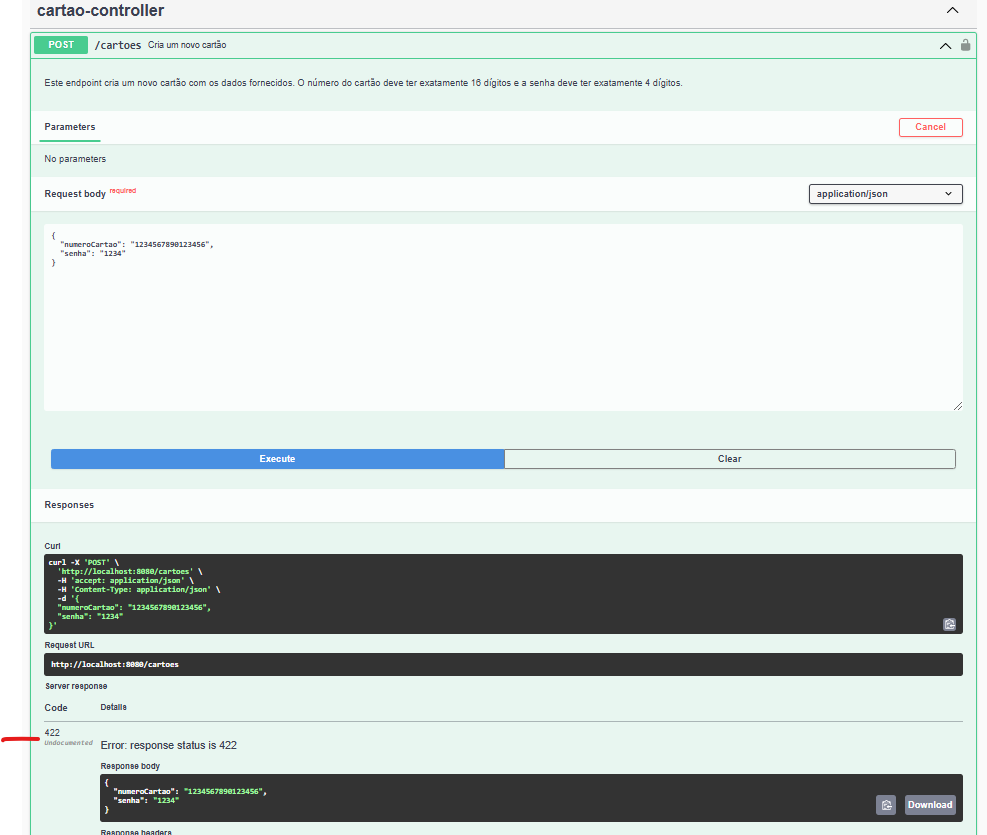 cartao-controller
POST /cartoes Cria um novo cartão
Este endpoint cria um novo cartão com os dados fornecidos. O número do cartão deve ter exatamente 16 dígitos e a senha deve ter exatamente 4 dígitos.
Parameters
Cancel
No parameters
Request body required
application/json
{
"numeroCartao": "1234567890123456",
"senha": "1234"
}
Execute
Clear
Responses
Curl
curl -X 'POST' \
'http://localhost:8080/cartoes' \
-H 'accept: application/json' \
-H 'Content-Type: application/json' \
-d '{
"numeroCartao": "1234567890123456",
"senha": "1234"
}'
Request URL
http://localhost:8080/cartoes
Server response
Code Details
422
Undocumented
Error: response status is 422
Response body
{
"numeroCartao": "1234567890123456",
"senha": "1234"
}
Download
Response headers